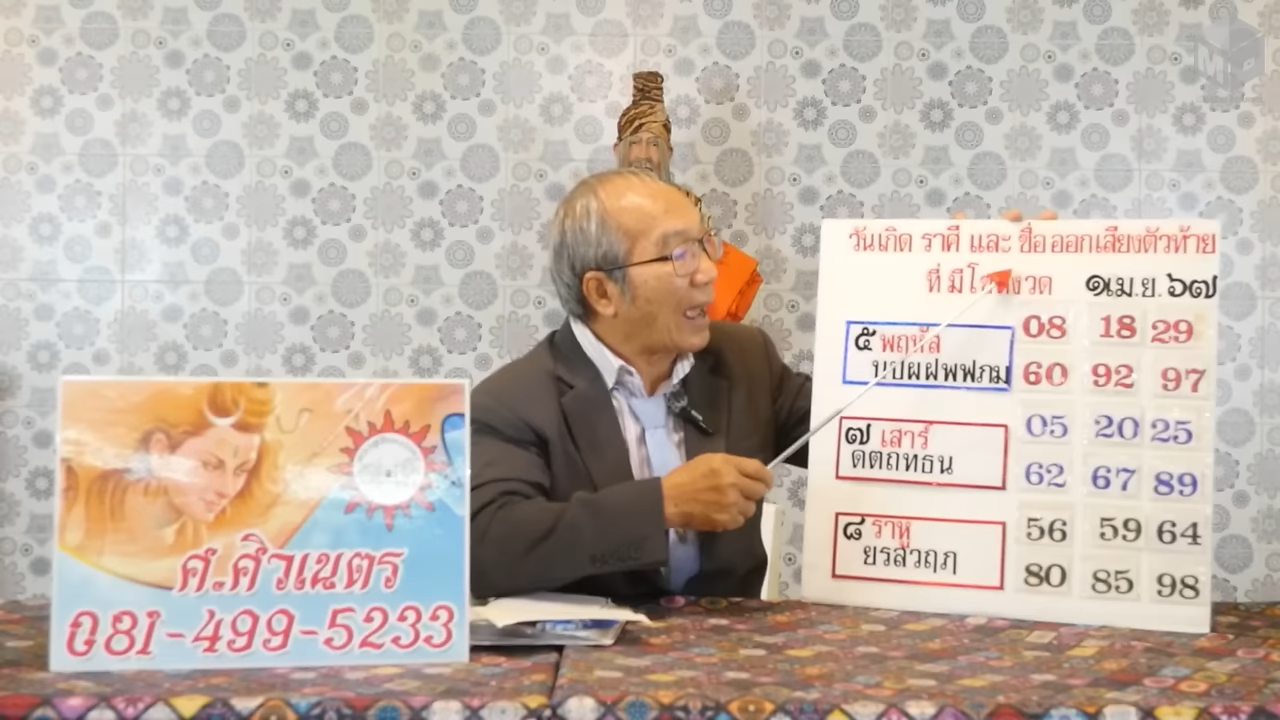 วันเกิด ราศี และ ชื่อ ออกเสียงตัวท้าย
ที่ มี งวด ๑เม.ย.๖๗
๕ พฤหัส
บปผฝพฟภม
08 18 29
60 92 97
๗ เสาร์
ดตถทธน
05 20 25
62 67 89
๘ ราหู
ยรสวฤฦ
56 59 64
80 85 98
ศ.ศิวเนตร
081-499-5233